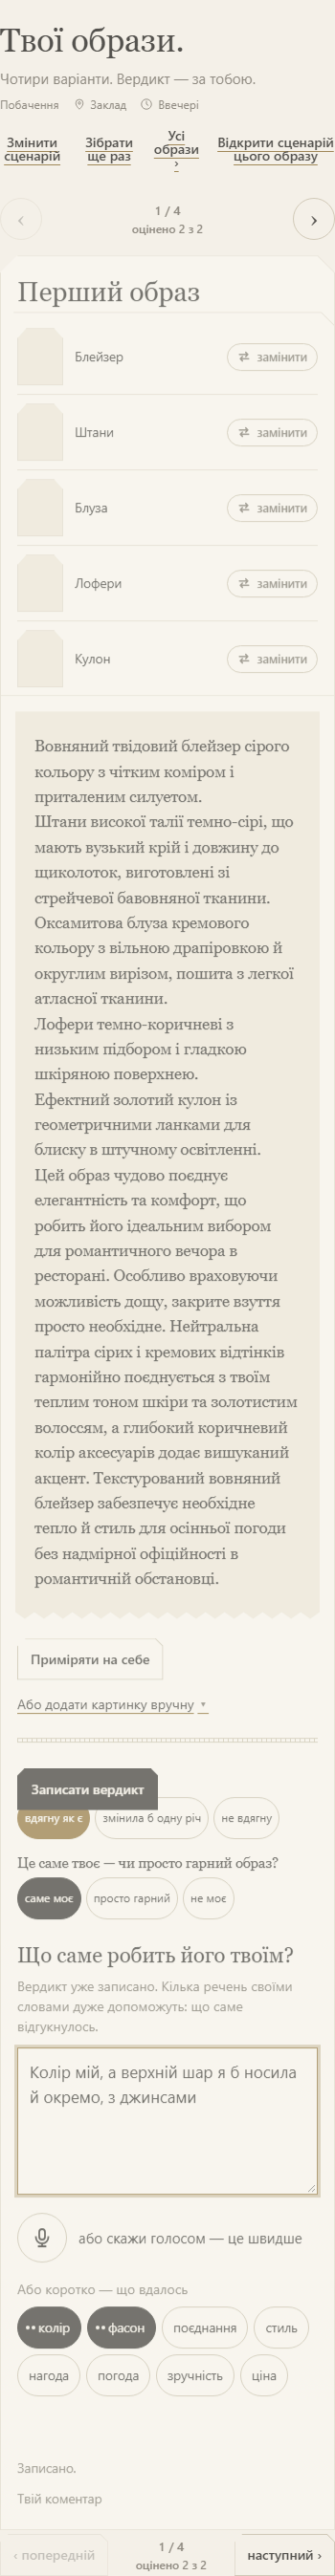 Твої образи.
Чотири варіанти. Вердикт — за тобою.
Побачення Заклад Ввечері
Змінити сценарій
Зібрати ще раз
Усі образи ›
Відкрити сценарій цього образу
‹
1 / 4
оцінено 2 з 2
›
Перший образ
Блейзер замінити
Штани замінити
Блуза замінити
Лофери замінити
Кулон замінити
Вовняний твідовий блейзер сірого
кольору з чітким коміром і
приталеним силуетом.
Штани високої талії темно-сірі, що
мають вузький крій і довжину до
щиколоток, виготовлені зі
стрейчевої бавовняної тканини.
Оксамитова блуза кремового
кольору з вільною драпіровкою й
округлим вирізом, пошита з легкої
атласної тканини.
Лофери темно-коричневі з
низьким підбором і гладкою
шкіряною поверхнею.
Ефектний золотий кулон із
геометричними ланками для
блиску в штучному освітленні.
Цей образ чудово поєднує
елегантність та комфорт, що
робить його ідеальним вибором
для романтичного вечора в
ресторані. Особливо враховуючи
можливість дощу, закрите взуття
просто необхідне. Нейтральна
палітра сірих і кремових відтінків
гармонійно поєднується з твоїм
теплим тоном шкіри та золотистим
волоссям, а глибокий коричневий
колір аксесуарів додає вишуканий
акцент. Текстурований вовняний
блейзер забезпечує необхідне
тепло й стиль для осінньої погоди
без надмірної офіційності в
романтичній обстановці.
Приміряти на себе
Або додати картинку вручну ▾
Записати вердикт
вдягну як є змінила б одну річ не вдягну
Це саме твоє — чи просто гарний образ?
саме моє просто гарний не моє
Що саме робить його твоїм?
Вердикт уже записано. Кілька речень своїми
словами дуже допоможуть: що саме
відгукнулось.
Колір мій, а верхній шар я б носила
й окремо, з джинсами
або скажи голосом — це швидше
Або коротко — що вдалось
колір фасон поєднання стиль
нагода погода зручність ціна
Записано.
Твій коментар
‹ попередній
1 / 4
оцінено 2 з 2
наступний ›